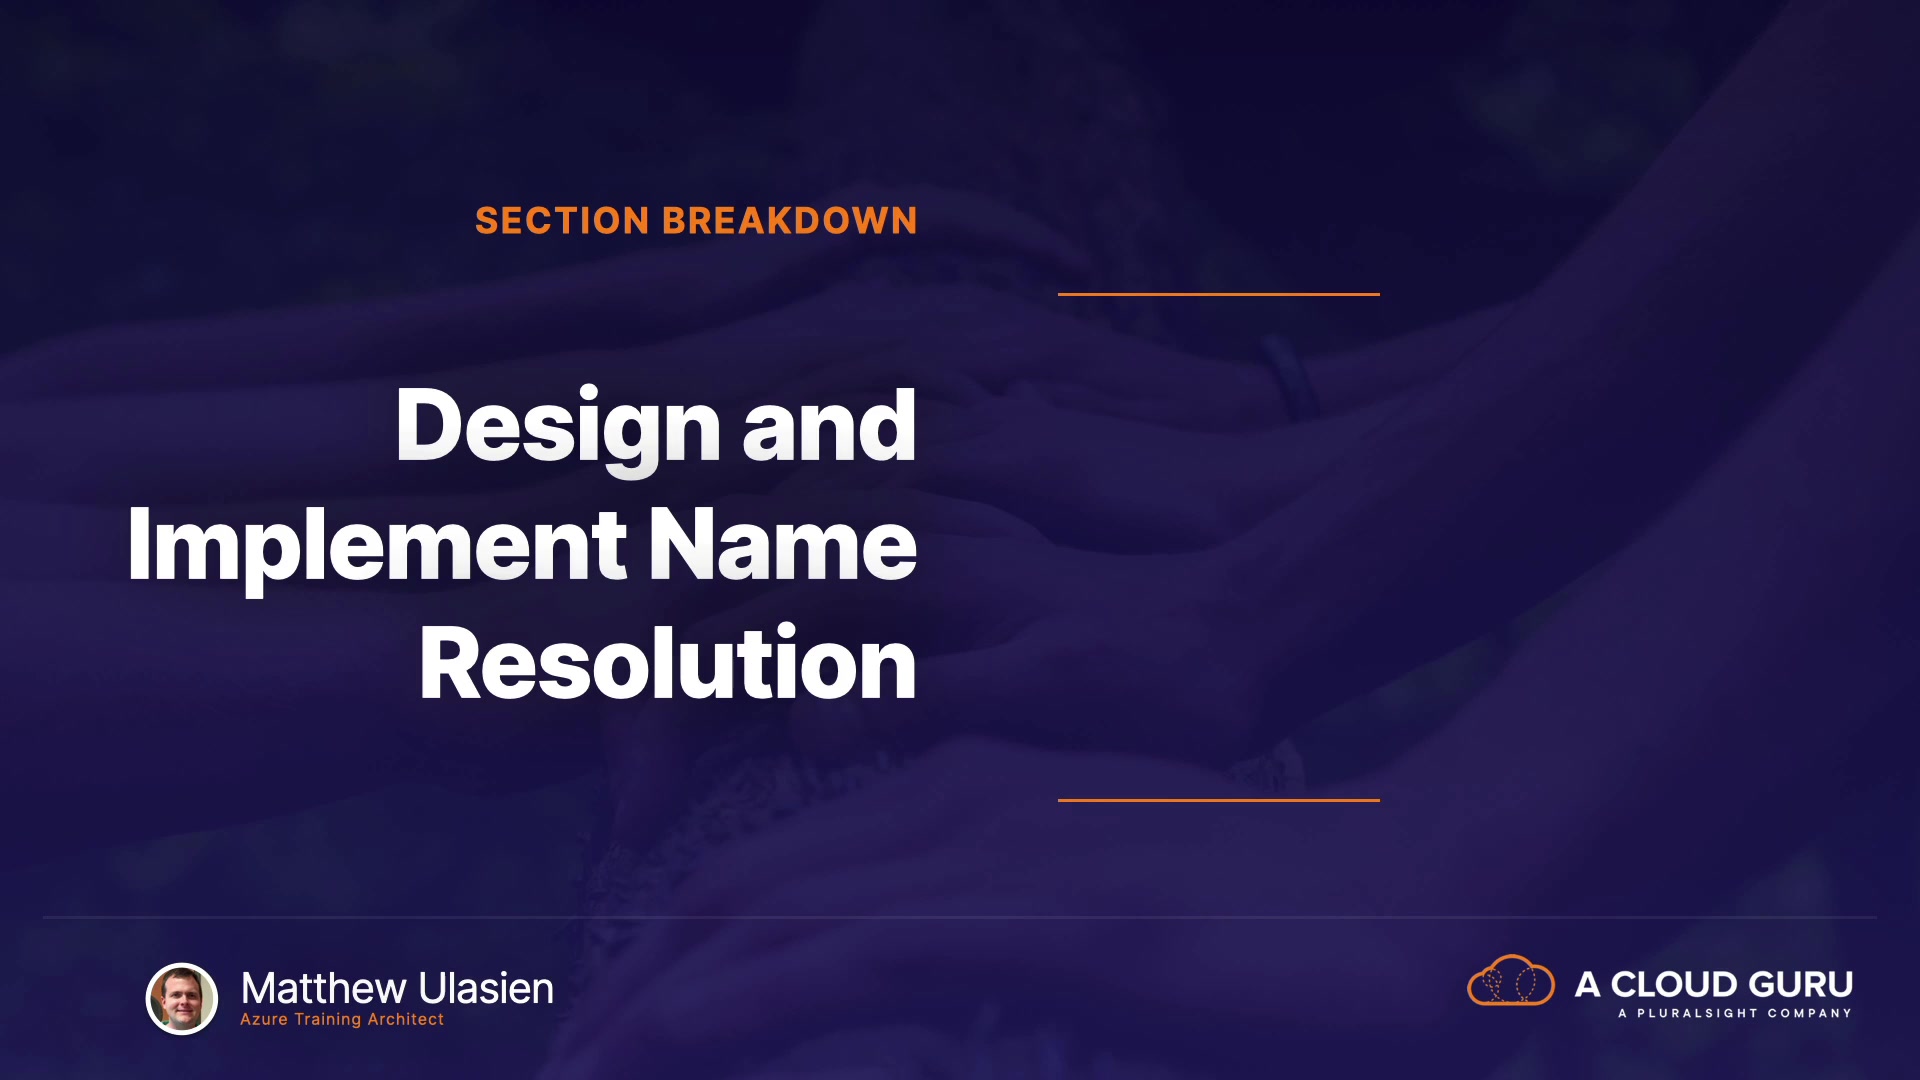 SECTION BREAKDOWN
Design and
Implement Name
Resolution
Matthew Ulasien
Azure Training Architect
A CLOUD GURU
A PLURALSIGHT COMPANY